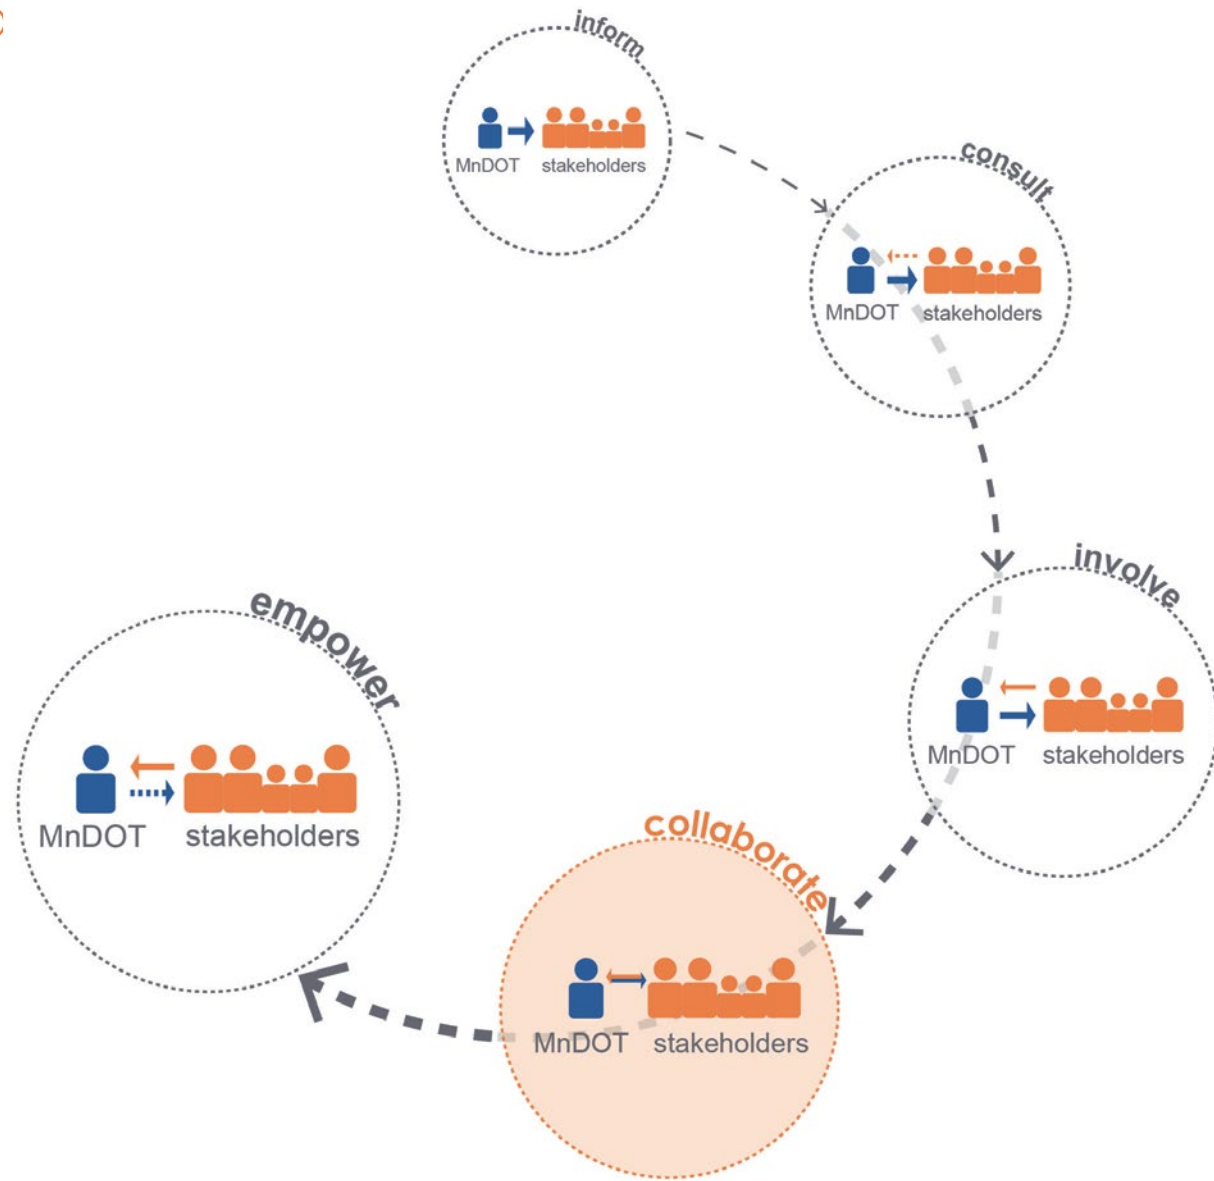 inform
MnDOT stakeholders
consult
MnDOT stakeholders
involve
MnDOT stakeholders
collaborate
MnDOT stakeholders
empower
MnDOT stakeholders